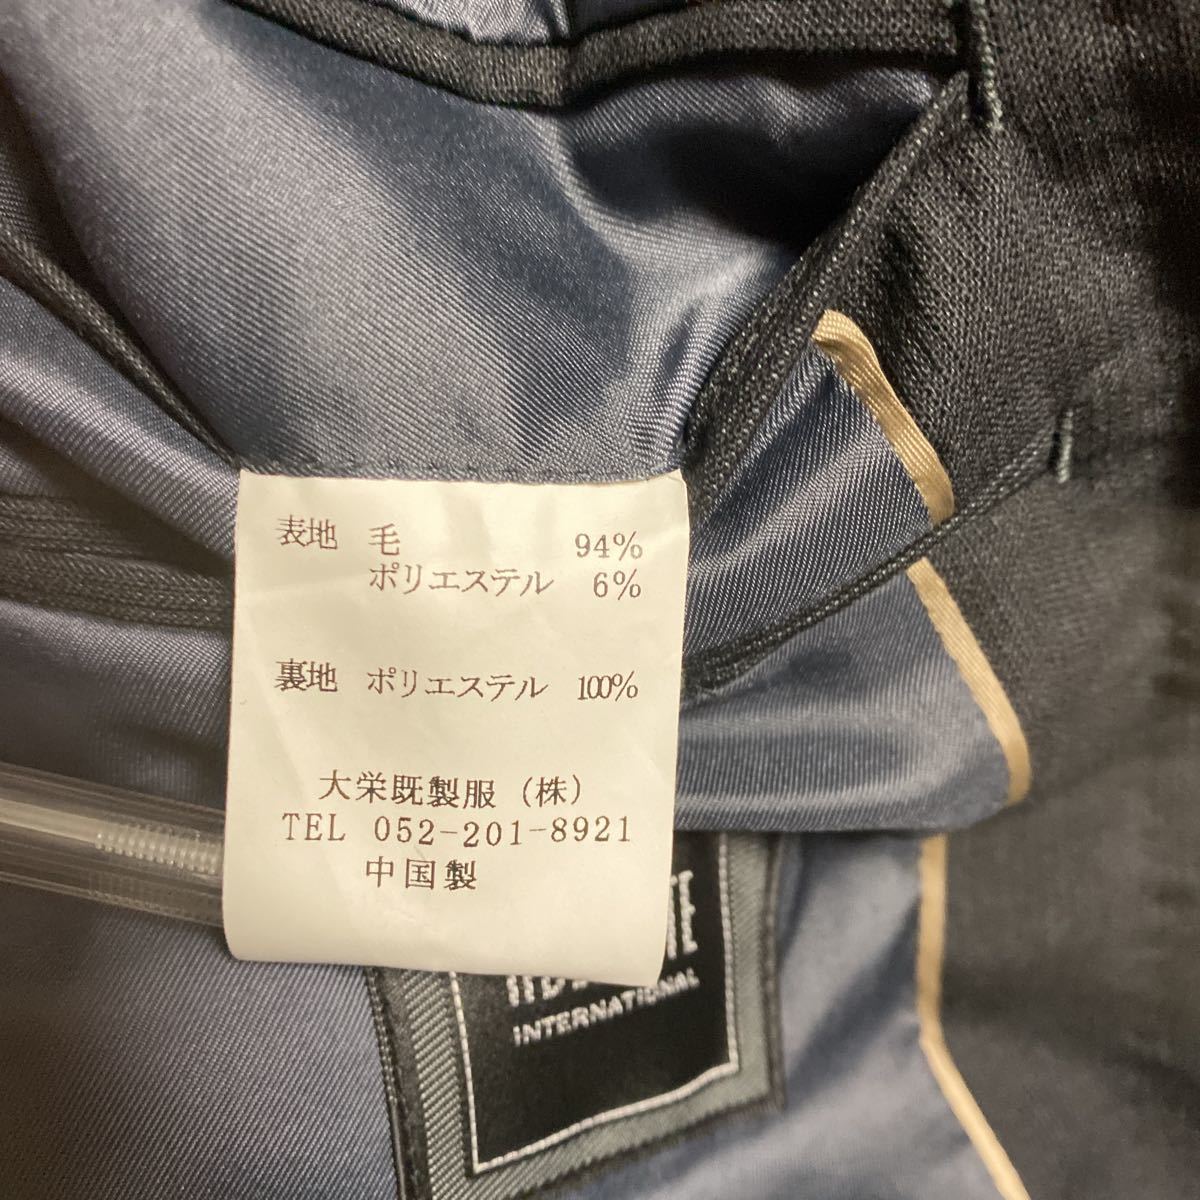 表地 毛 94%
ポリエステル 6%
裏地 ポリエステル 100%
大栄既製服(株)
TEL 052-201-8921
中国製
INTERNATIONAL